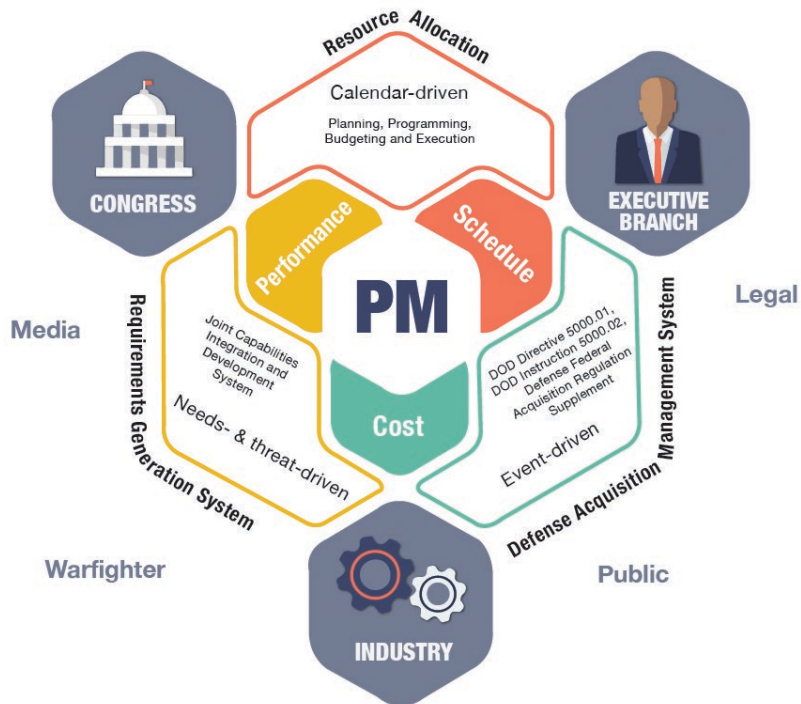 Resource Allocation
Calendar-driven
Planning, Programming,
Budgeting and Execution
CONGRESS
EXECUTIVE
BRANCH
Performance
Schedule
PM
Cost
Media
Legal
Requirements Generation System
Joint Capabilities
Integration and
Development
System
Needs- & threat-driven
DOD Directive 5000.01,
DOD Instruction 5000.02,
Defense Federal
Acquisition Regulation
Supplement
Event-driven
Defense Acquisition Management System
Warfighter
Public
INDUSTRY